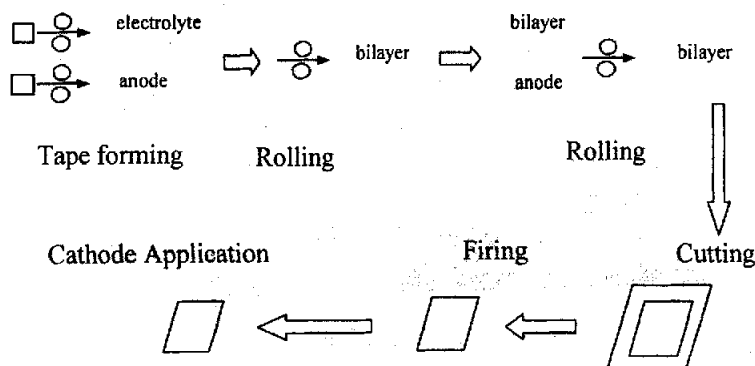 electrolyte
anode
bilayer
bilayer
anode
bilayer
Tape forming
Rolling
Rolling
Cathode Application
Firing
Cutting